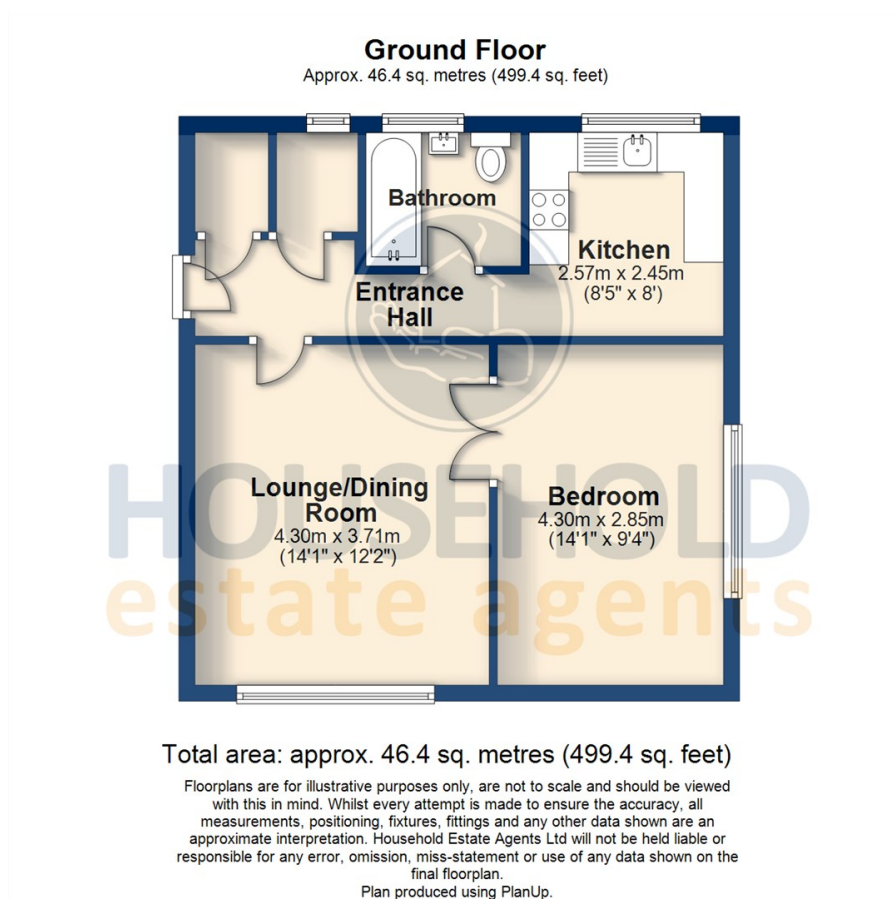 Ground Floor
Approx. 46.4 sq. metres (499.4 sq. feet)
Bathroom
Kitchen
2.57m x 2.45m
(8'5" x 8')
Entrance
Hall
Lounge/Dining
Room
4.30m x 3.71m
(14'1" x 12'2")
Bedroom
4.30m x 2.85m
(14'1" x 9'4")
HOUSEHOLD
estate agents
Total area: approx. 46.4 sq. metres (499.4 sq. feet)
Floorplans are for illustrative purposes only, are not to scale and should be viewed
with this in mind. Whilst every attempt is made to ensure the accuracy, all
measurements, positioning, fixtures, fittings and any other data shown are an
approximate interpretation. Household Estate Agents Ltd will not be held liable or
responsible for any error, omission, miss-statement or use of any data shown on the
final floorplan.
Plan produced using PlanUp.